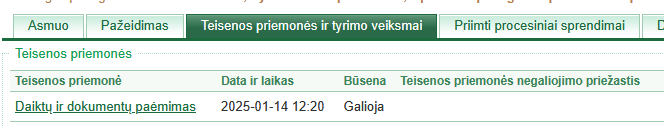 Asmuo Pažeidimas Teisenos priemonės ir tyrimo veiksmai Priimti procesiniai sprendimai
Teisenos priemonės
Teisenos priemonė Data ir laikas Būsena Teisenos priemonės negaliojimo priežastis
Daiktų ir dokumentų paėmimas 2025-01-14 12:20 Galioja